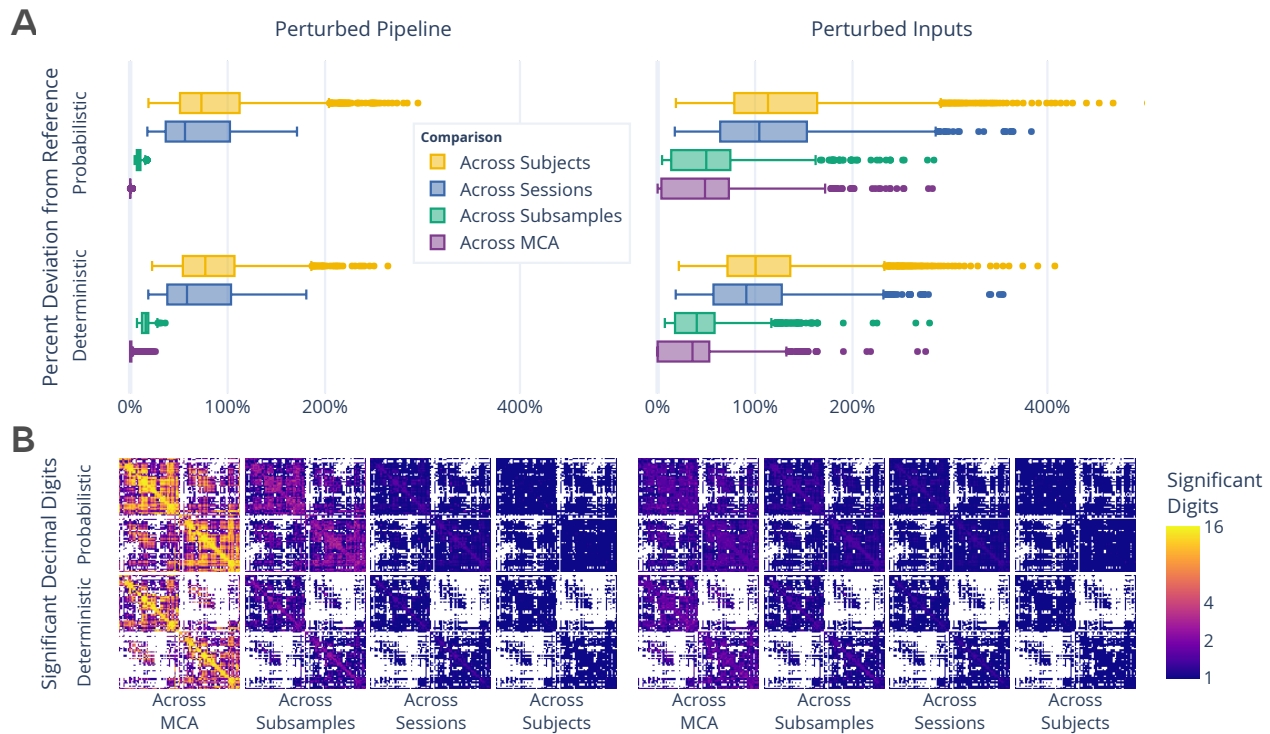 A
Perturbed Pipeline
Perturbed Inputs
Percent Deviation from Reference
Probabilistic
Deterministic
Comparison
Across Subjects
Across Sessions
Across Subsamples
Across MCA
0%
100%
200%
400%
0%
100%
200%
400%
B
Significant Decimal Digits
Probabilistic
Deterministic
Significant
Digits
16
4
2
1
Across
MCA
Across
Subsamples
Across
Sessions
Across
Subjects
Across
MCA
Across
Subsamples
Across
Sessions
Across
Subjects